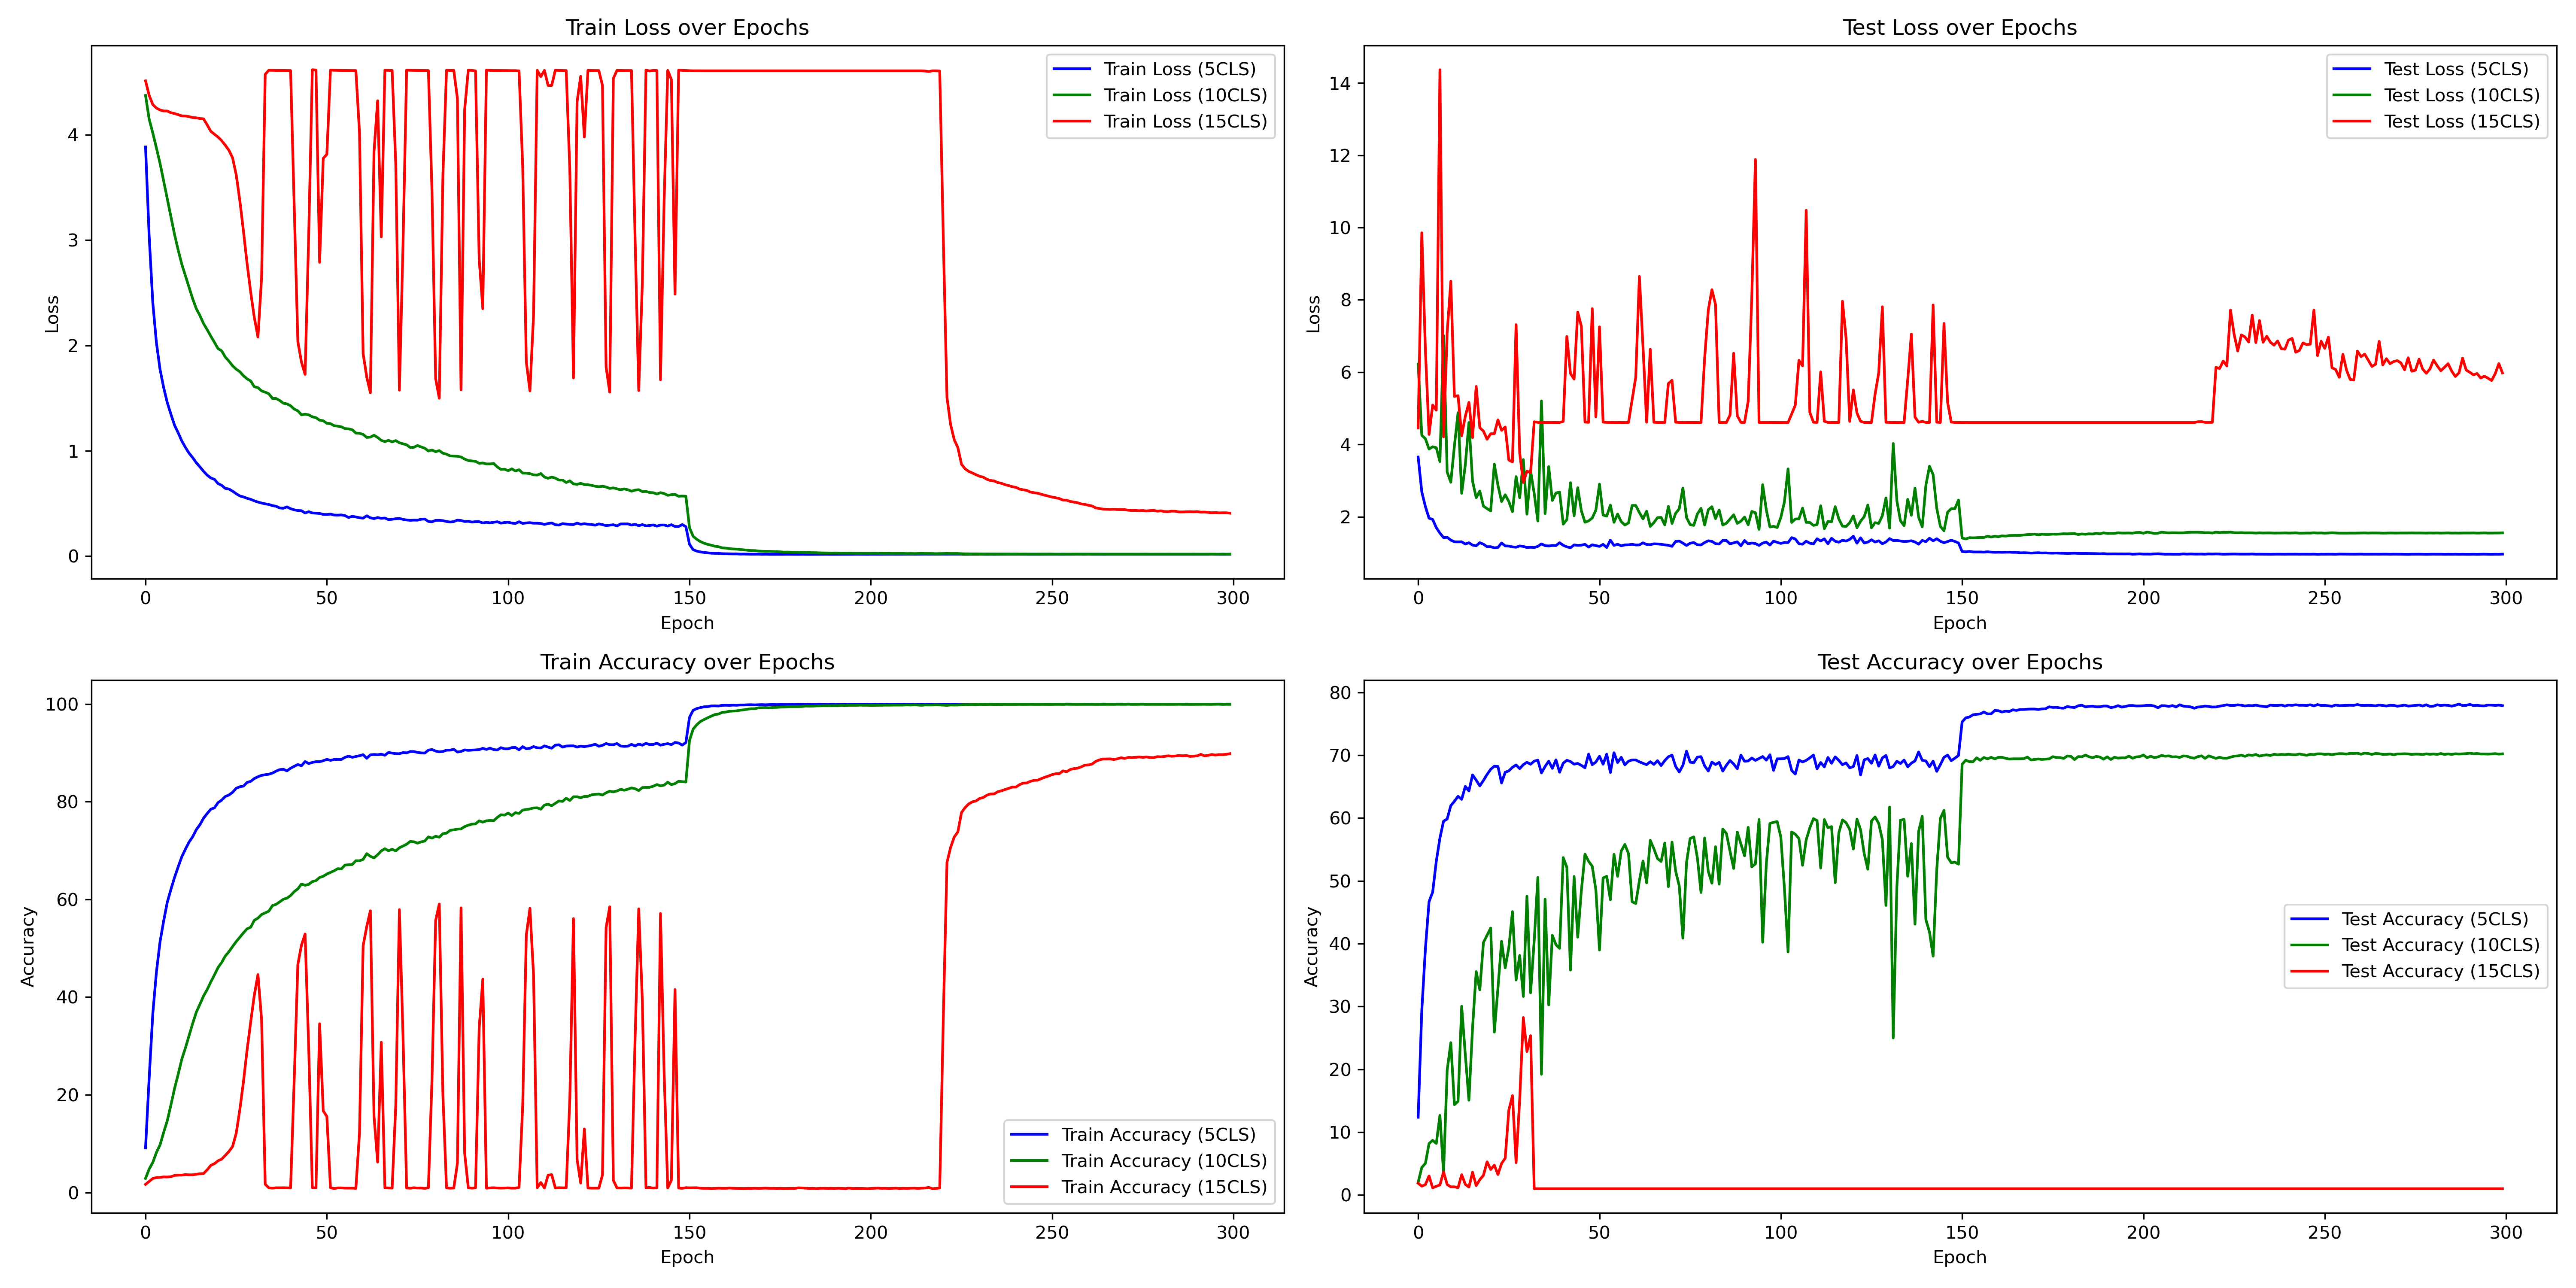 Train Loss over Epochs
Train Loss (5CLS)
Train Loss (10CLS)
Train Loss (15CLS)
Loss
4
3
2
1
0
0 50 100 150 200 250 300
Epoch
Test Loss over Epochs
Test Loss (5CLS)
Test Loss (10CLS)
Test Loss (15CLS)
Loss
14
12
10
8
6
4
2
0 50 100 150 200 250 300
Epoch
Train Accuracy over Epochs
Accuracy
100
80
60
40
20
0
Train Accuracy (5CLS)
Train Accuracy (10CLS)
Train Accuracy (15CLS)
0 50 100 150 200 250 300
Epoch
Test Accuracy over Epochs
Accuracy
80
70
60
50
40
30
20
10
0
Test Accuracy (5CLS)
Test Accuracy (10CLS)
Test Accuracy (15CLS)
0 50 100 150 200 250 300
Epoch